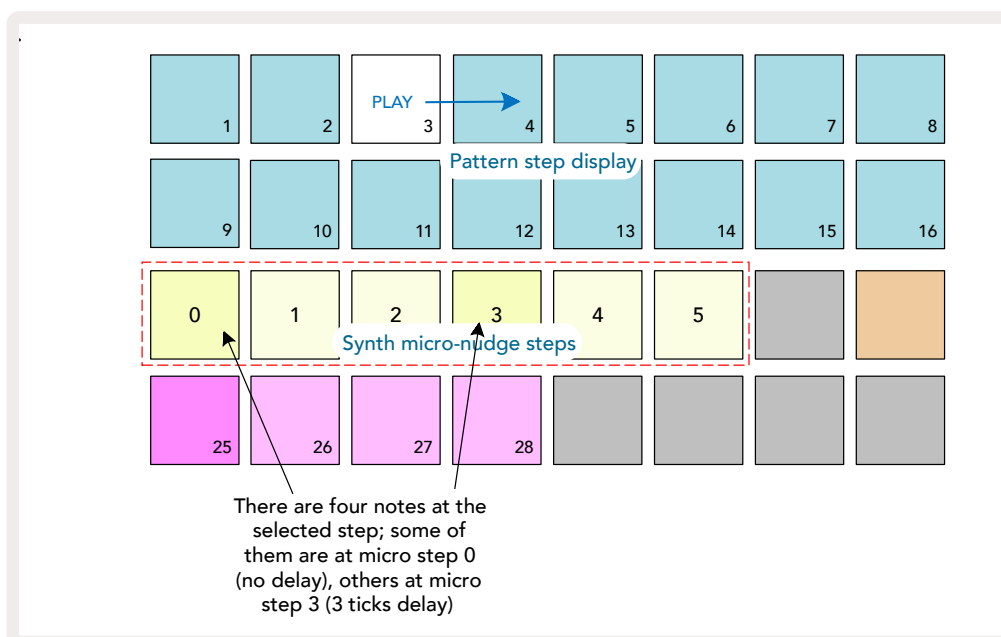 PLAY
1 2 3 4 5 6 7 8
Pattern step display
9 10 11 12 13 14 15 16
0 1 2 3 4 5
Synth micro-nudge steps
25 26 27 28
There are four notes at the
selected step; some of
them are at micro step 0
(no delay), others at micro
step 3 (3 ticks delay)